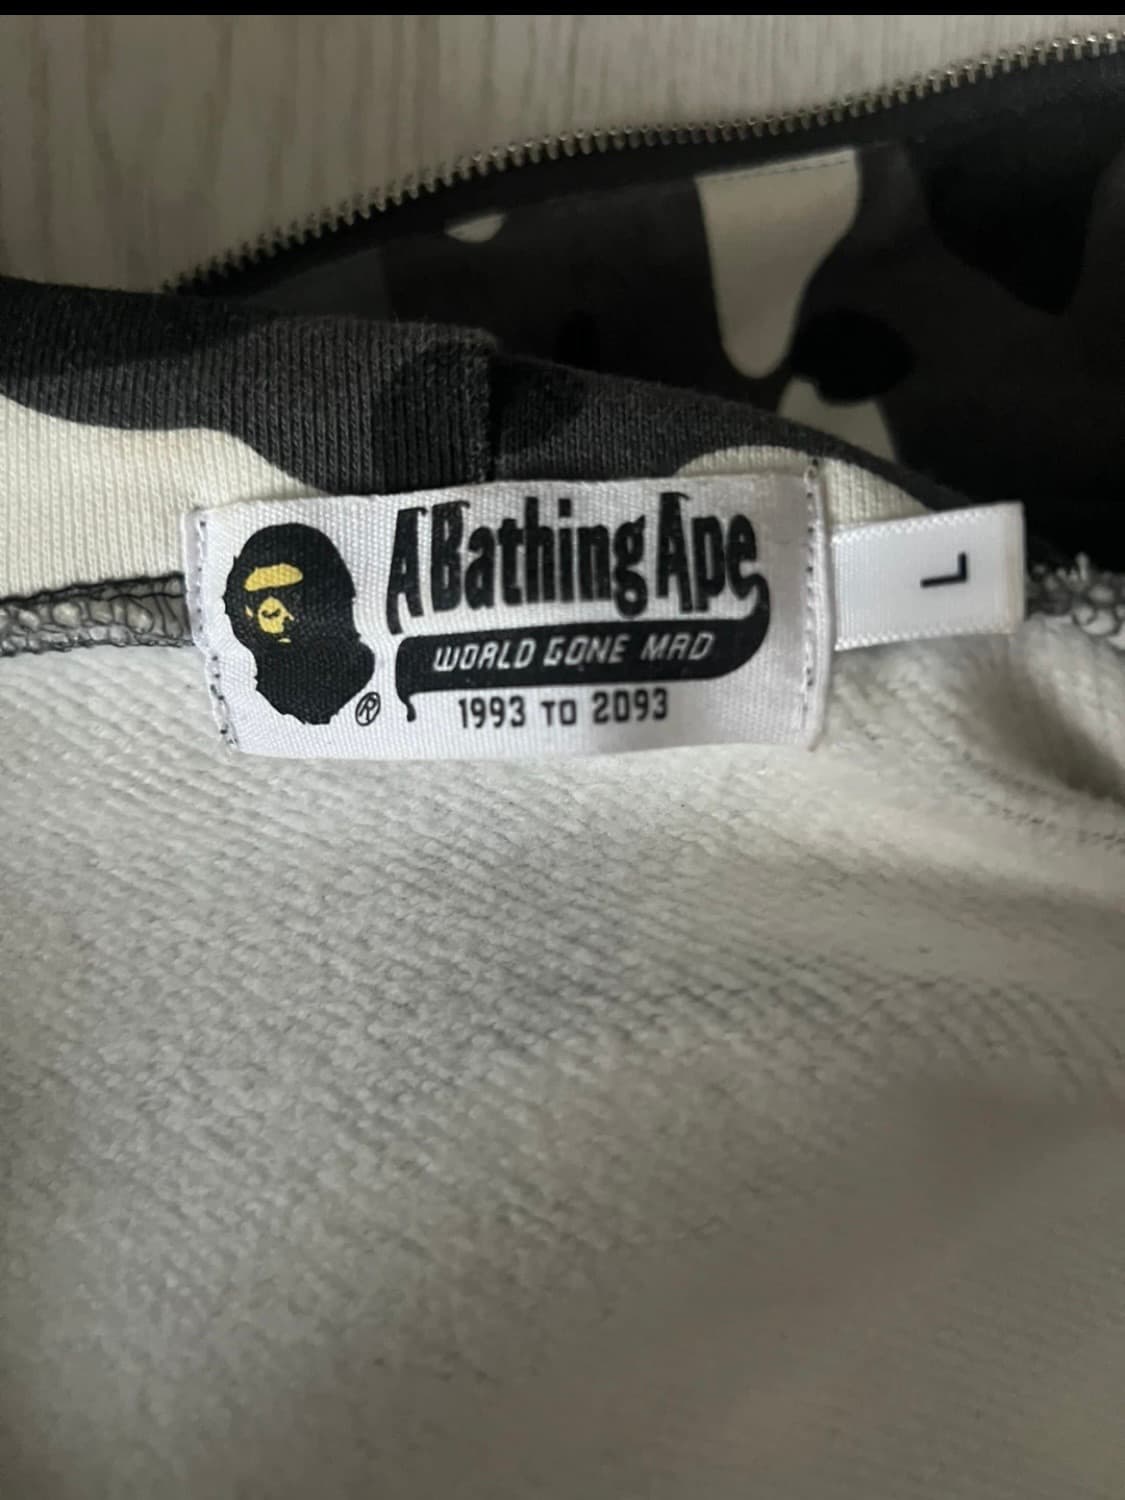 A Bathing Ape
WORLD GONE MAD
1993 TO 2093
®
L